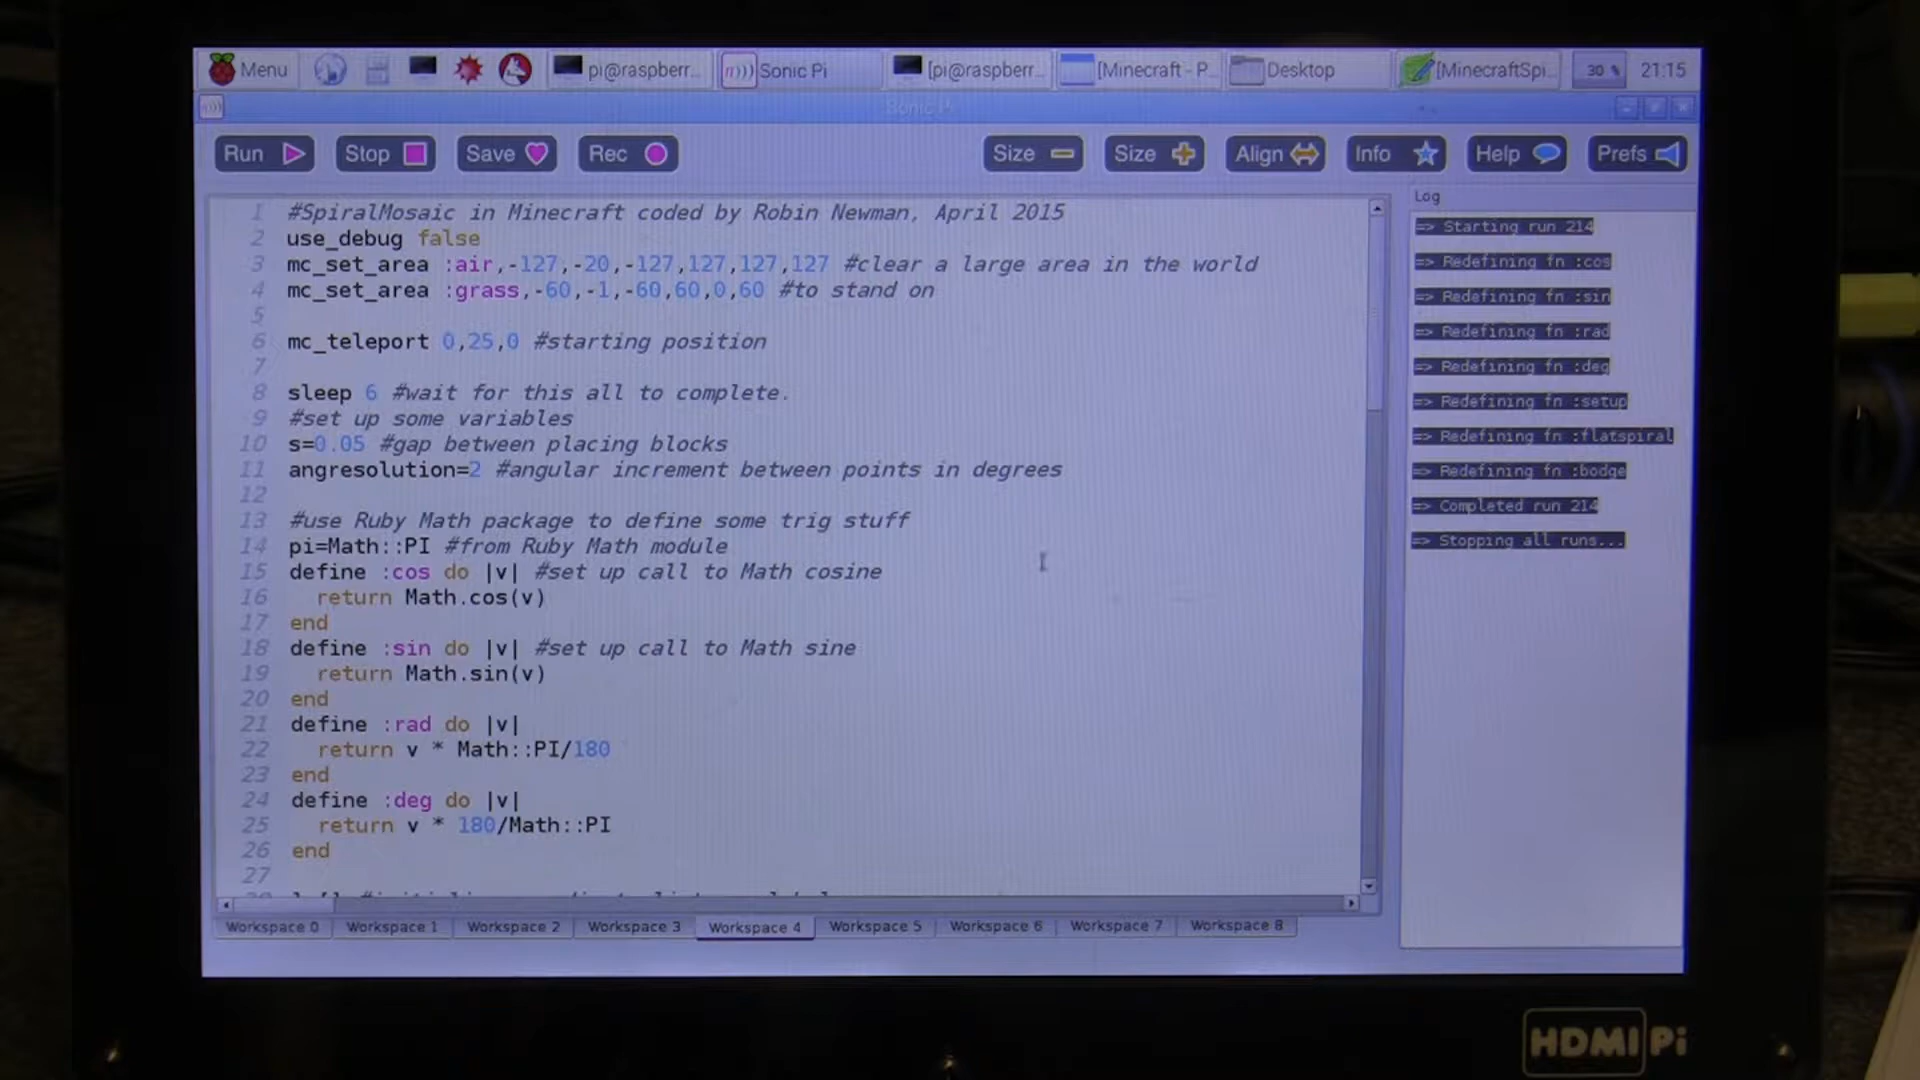 Menu pi@raspberr... Sonic Pi [pi@raspberr... [Minecraft - P... Desktop [MinecraftSpi... 30 % 21:15
Sonic Pi
Run Stop Save Rec Size Size Align Info Help Prefs
1 #SpiralMosaic in Minecraft coded by Robin Newman, April 2015
2 use_debug false
3 mc_set_area :air,-127,-20,-127,127,127,127 #clear a large area in the world
4 mc_set_area :grass,-60,-1,-60,60,0,60 #to stand on
5
6 mc_teleport 0,25,0 #starting position
7
8 sleep 6 #wait for this all to complete.
9 #set up some variables
10 s=0.05 #gap between placing blocks
11 angresolution=2 #angular increment between points in degrees
12
13 #use Ruby Math package to define some trig stuff
14 pi=Math::PI #from Ruby Math module
15 define :cos do |v| #set up call to Math cosine
16 return Math.cos(v)
17 end
18 define :sin do |v| #set up call to Math sine
19 return Math.sin(v)
20 end
21 define :rad do |v|
22 return v * Math::PI/180
23 end
24 define :deg do |v|
25 return v * 180/Math::PI
26 end
27
Workspace 0 Workspace 1 Workspace 2 Workspace 3 Workspace 4 Workspace 5 Workspace 6 Workspace 7 Workspace 8
Log
=> Starting run 214
=> Redefining fn :cos
=> Redefining fn :sin
=> Redefining fn :rad
=> Redefining fn :deg
=> Redefining fn :setup
=> Redefining fn :flatspiral
=> Redefining fn :bodge
=> Completed run 214
=> Stopping all runs...
HDMI Pi